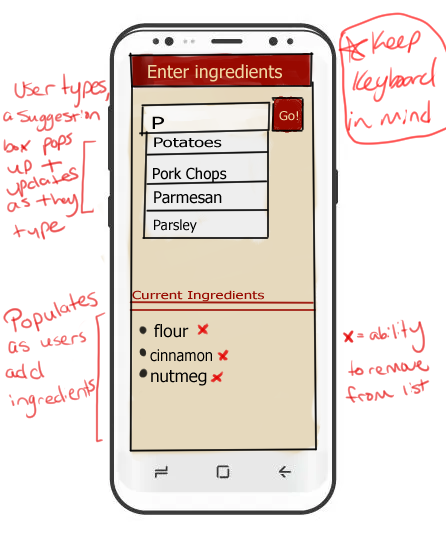 Enter ingredients
P
Go!
Potatoes
Pork Chops
Parmesan
Parsley
Current Ingredients
flour x
cinnamon x
nutmeg x
User types,
a suggestion
box pops
up +
updates
as they
type
Populates
as users
add
ingredients
Keep
Keyboard
in mind
x = ability
to remove
from list